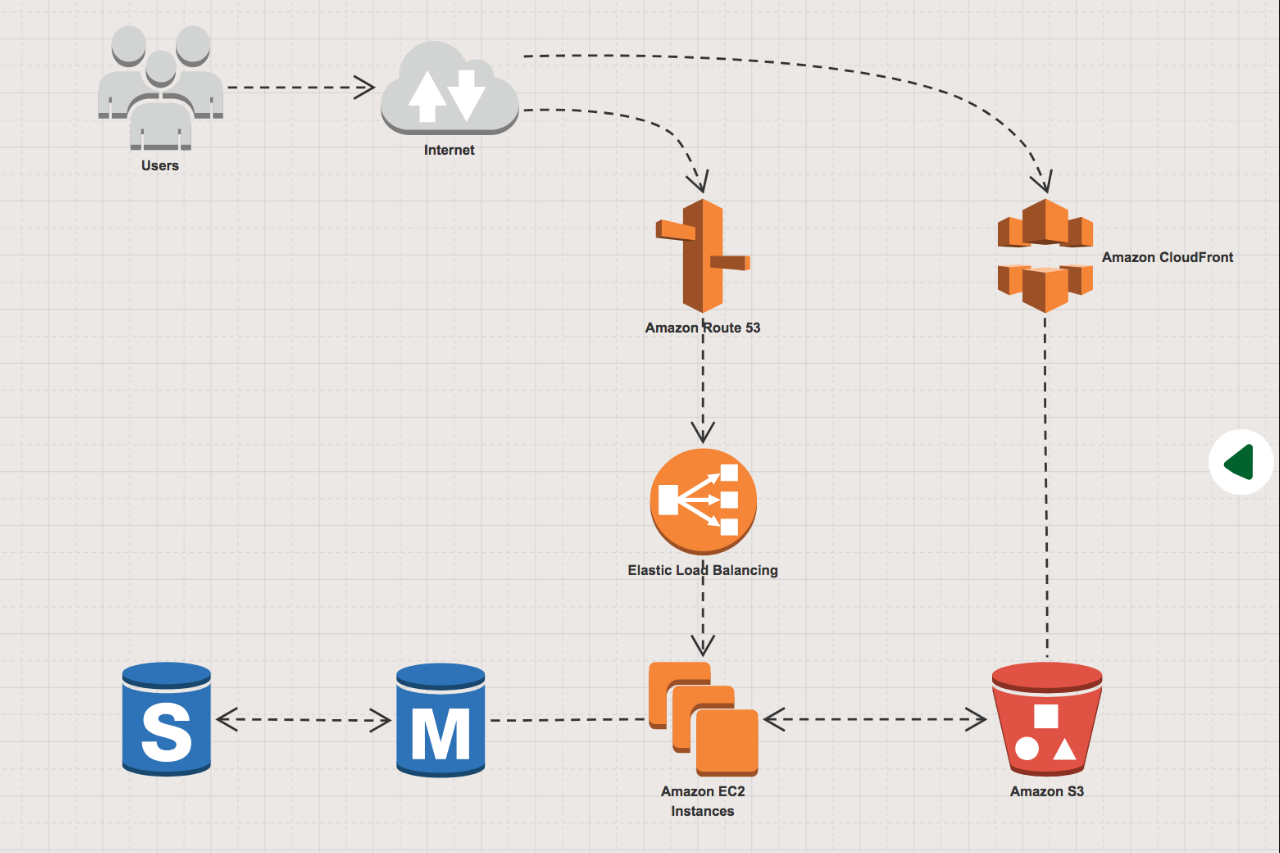 Users
Internet
Amazon Route 53
Amazon CloudFront
Elastic Load Balancing
S
M
Amazon EC2
Instances
Amazon S3